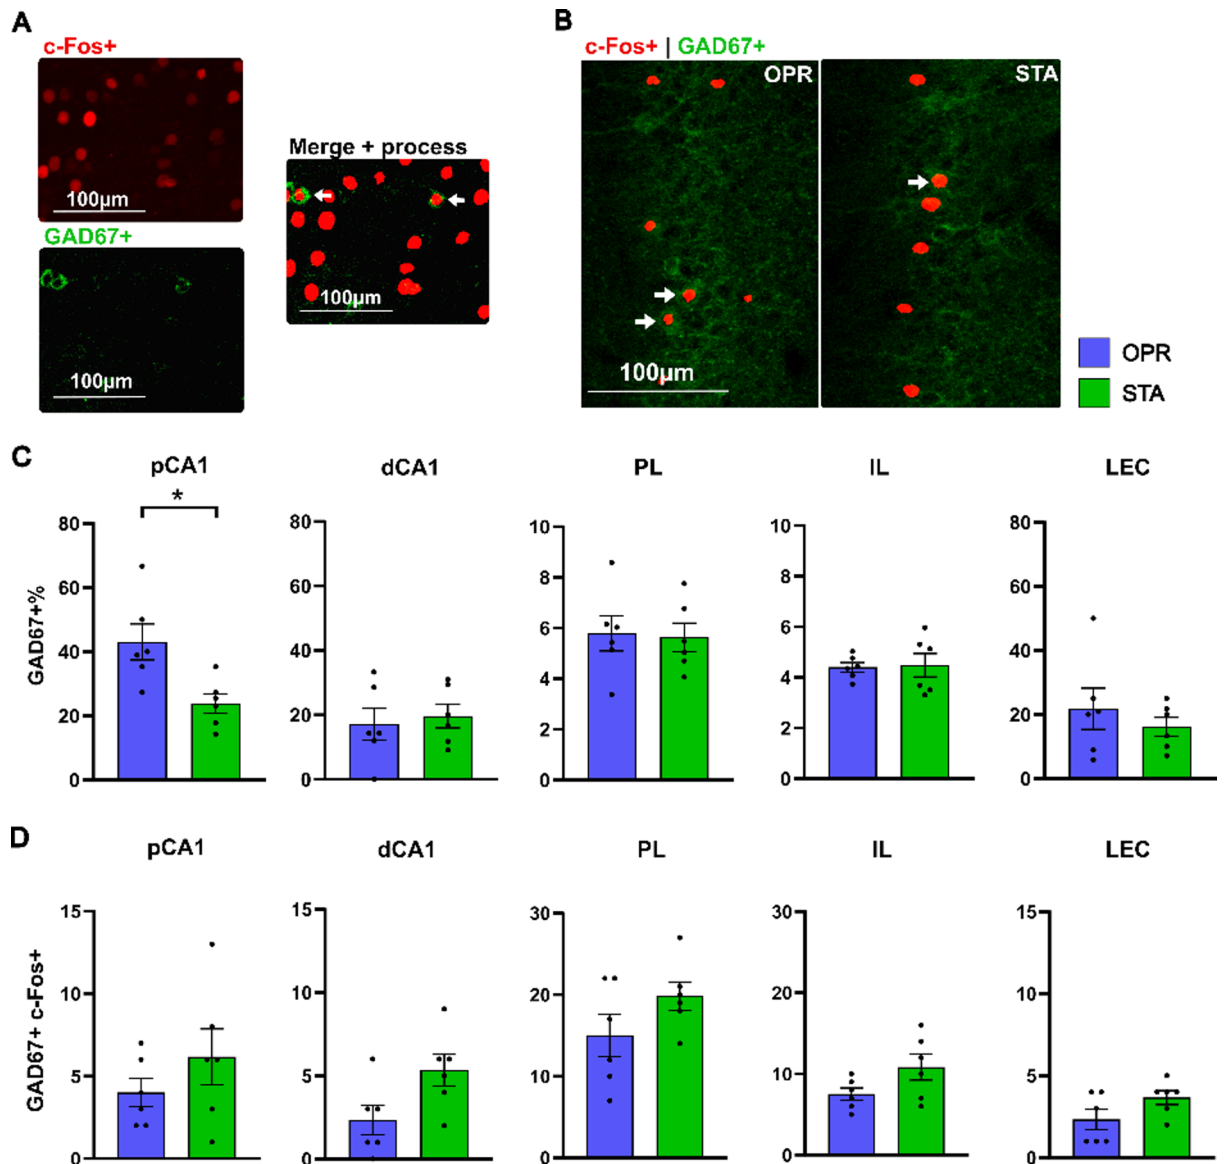 A
c-Fos+
100μm
GAD67+
100μm
Merge + process
100μm
B
c-Fos+ | GAD67+
OPR
STA
100μm
OPR
STA
C
pCA1
dCA1
PL
IL
LEC
*
GAD67+%
80
60
40
20
0
80
60
40
20
0
10
8
6
4
2
0
10
8
6
4
2
0
80
60
40
20
0
D
pCA1
dCA1
PL
IL
LEC
GAD67+ c-Fos+
15
10
5
0
15
10
5
0
30
20
10
0
30
20
10
0
15
10
5
0